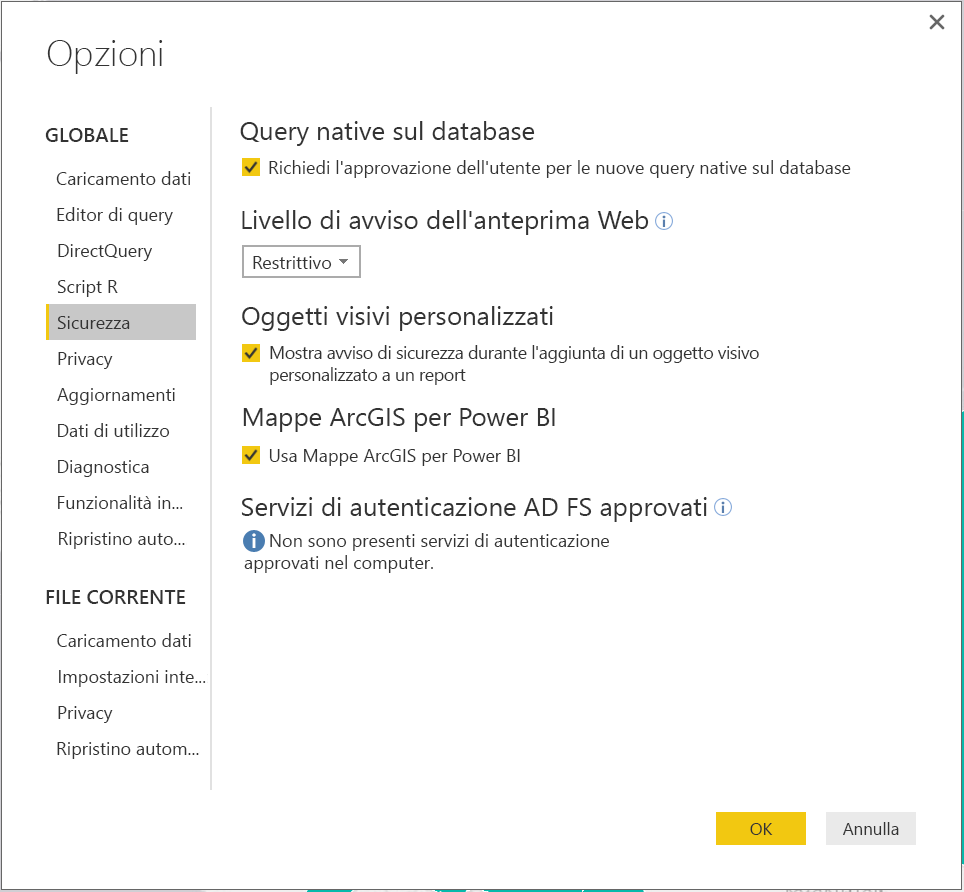 Opzioni
GLOBALE
Caricamento dati
Editor di query
DirectQuery
Script R
Sicurezza
Privacy
Aggiornamenti
Dati di utilizzo
Diagnostica
Funzionalità in...
Ripristino auto...
FILE CORRENTE
Caricamento dati
Impostazioni inte...
Privacy
Ripristino autom...
Query native sul database
Richiedi l'approvazione dell'utente per le nuove query native sul database
Livello di avviso dell'anteprima Web
Restrittivo
Oggetti visivi personalizzati
Mostra avviso di sicurezza durante l'aggiunta di un oggetto visivo
personalizzato a un report
Mappe ArcGIS per Power BI
Usa Mappe ArcGIS per Power BI
Servizi di autenticazione AD FS approvati
Non sono presenti servizi di autenticazione
approvati nel computer.
OK
Annulla